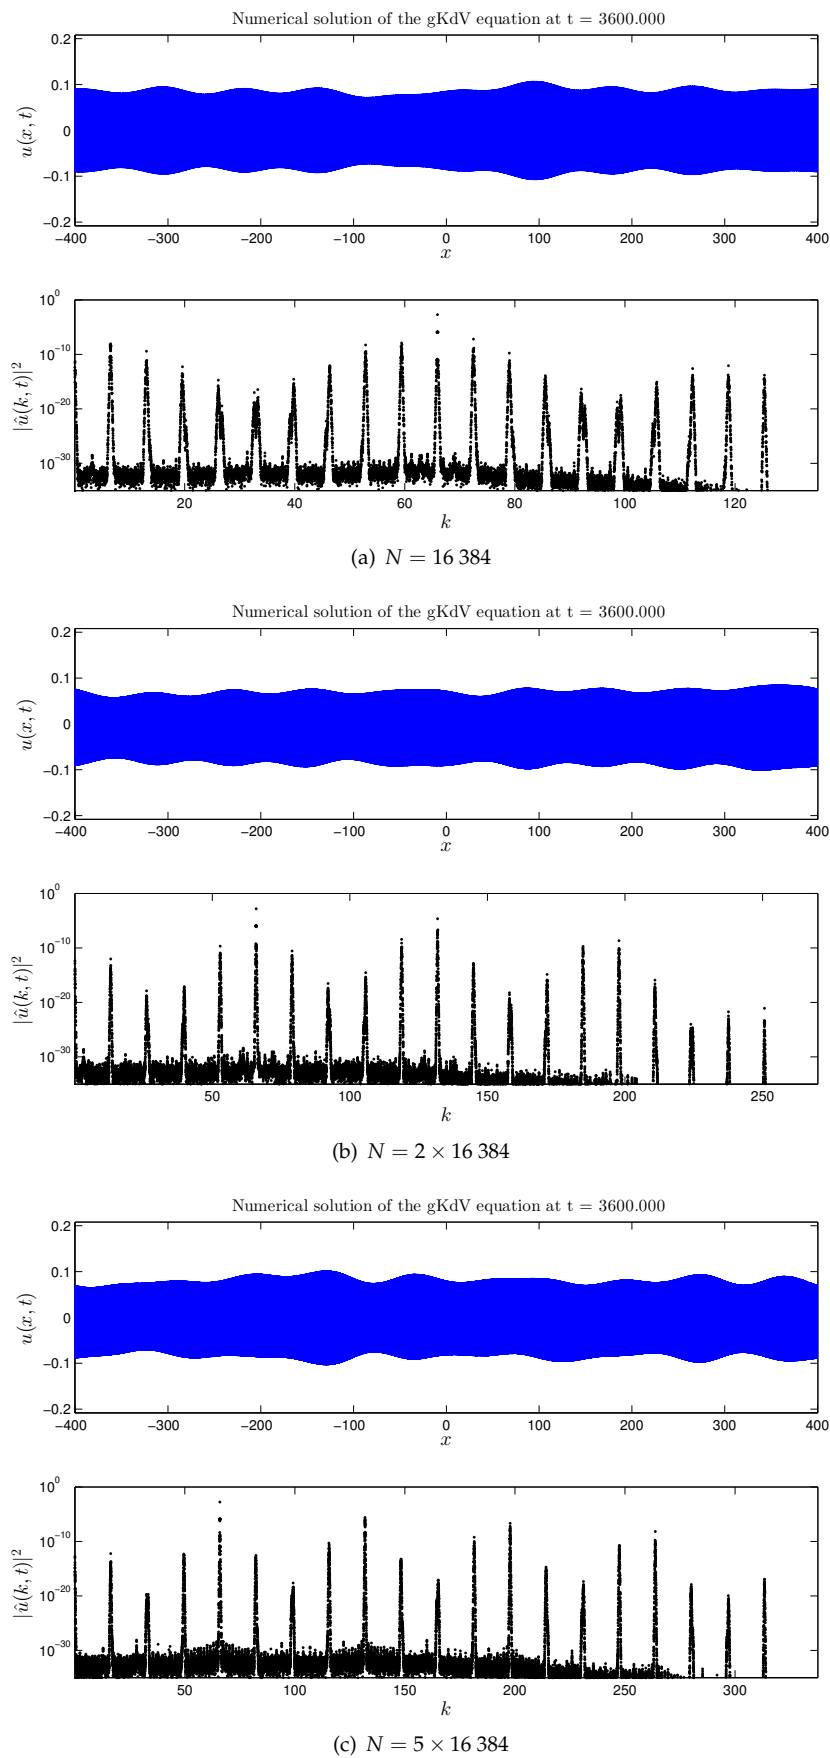 Numerical solution of the gKdV equation at t = 3600.000
0.2
0.1
0
−0.1
−0.2
u(x, t)
−400 −300 −200 −100 0 100 200 300 400
x
10^0
10^−10
10^−20
10^−30
|û(k, t)|^2
20 40 60 80 100 120
k
(a) N = 16 384
Numerical solution of the gKdV equation at t = 3600.000
0.2
0.1
0
−0.1
−0.2
u(x, t)
−400 −300 −200 −100 0 100 200 300 400
x
10^0
10^−10
10^−20
10^−30
|û(k, t)|^2
50 100 150 200 250
k
(b) N = 2 × 16 384
Numerical solution of the gKdV equation at t = 3600.000
0.2
0.1
0
−0.1
−0.2
u(x, t)
−400 −300 −200 −100 0 100 200 300 400
x
10^0
10^−10
10^−20
10^−30
|û(k, t)|^2
50 100 150 200 250 300
k
(c) N = 5 × 16 384